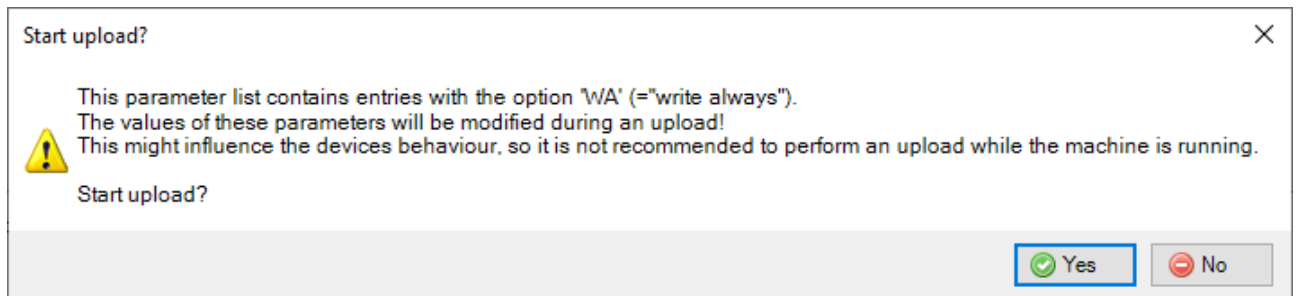 Start upload?
This parameter list contains entries with the option 'WA' (="write always").
The values of these parameters will be modified during an upload!
This might influence the devices behaviour, so it is not recommended to perform an upload while the machine is running.
Start upload?
Yes
No